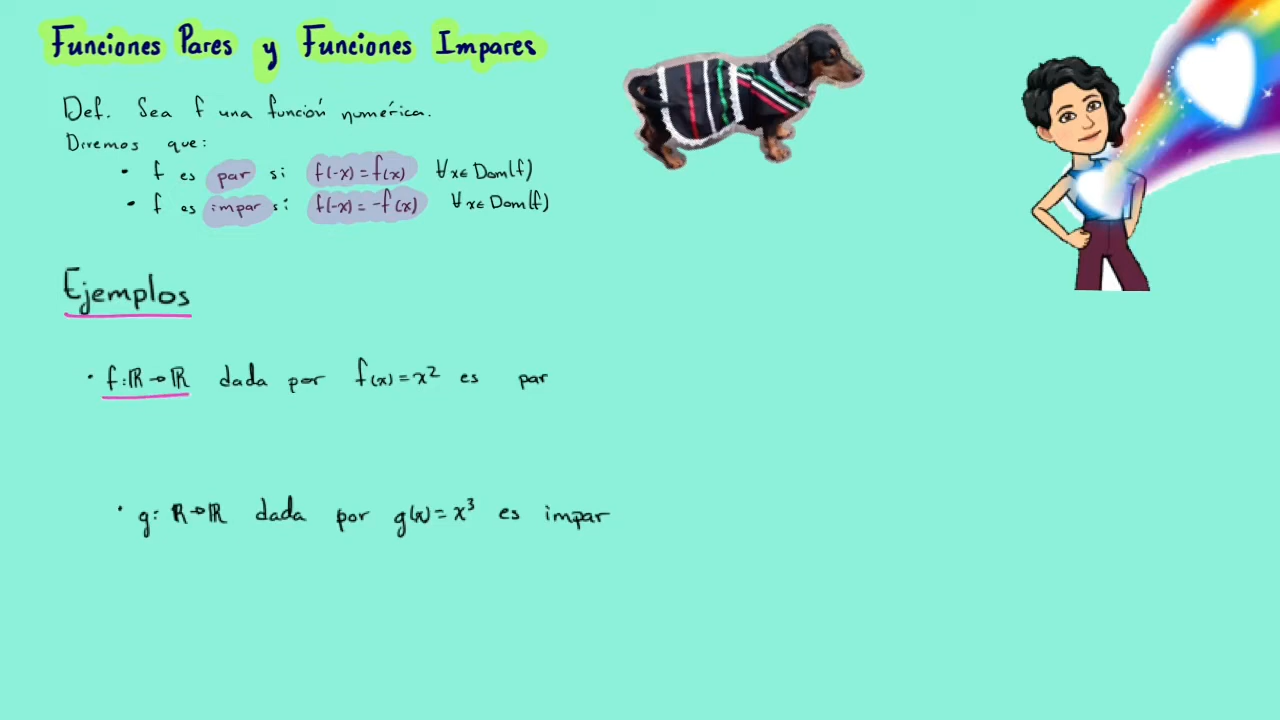 Funciones Pares y Funciones Impares
Def. Sea f una función numérica.
Diremos que:
• f es par si f(-x) = f(x) ∀x∈ Dom(f)
• f es impar si f(-x) = -f(x) ∀x∈ Dom(f)
Ejemplos
• f: ℝ→ℝ dada por f(x) = x² es par
• g: ℝ→ℝ dada por g(x) = x³ es impar